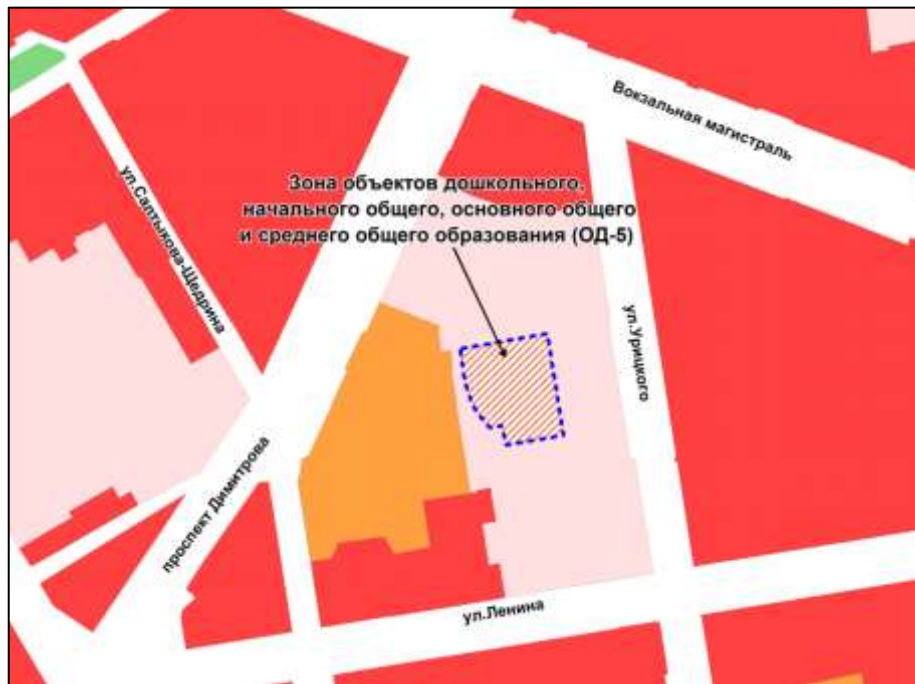 Вокзальная магистраль
ул.Салтыкова-Щедрина
Зона объектов дошкольного,
начального общего, основного общего
и среднего общего образования (ОД-5)
ул.Урицкого
проспект Димитрова
ул.Ленина